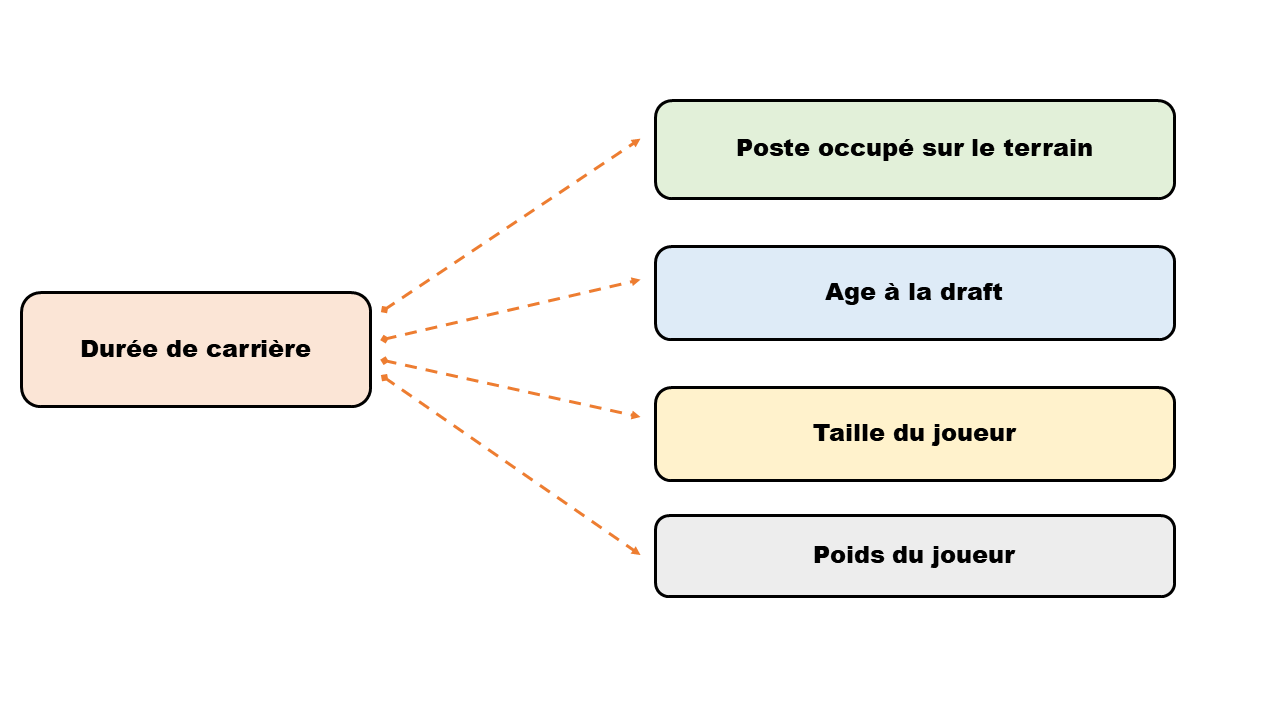 Poste occupé sur le terrain
Age à la draft
Durée de carrière
Taille du joueur
Poids du joueur